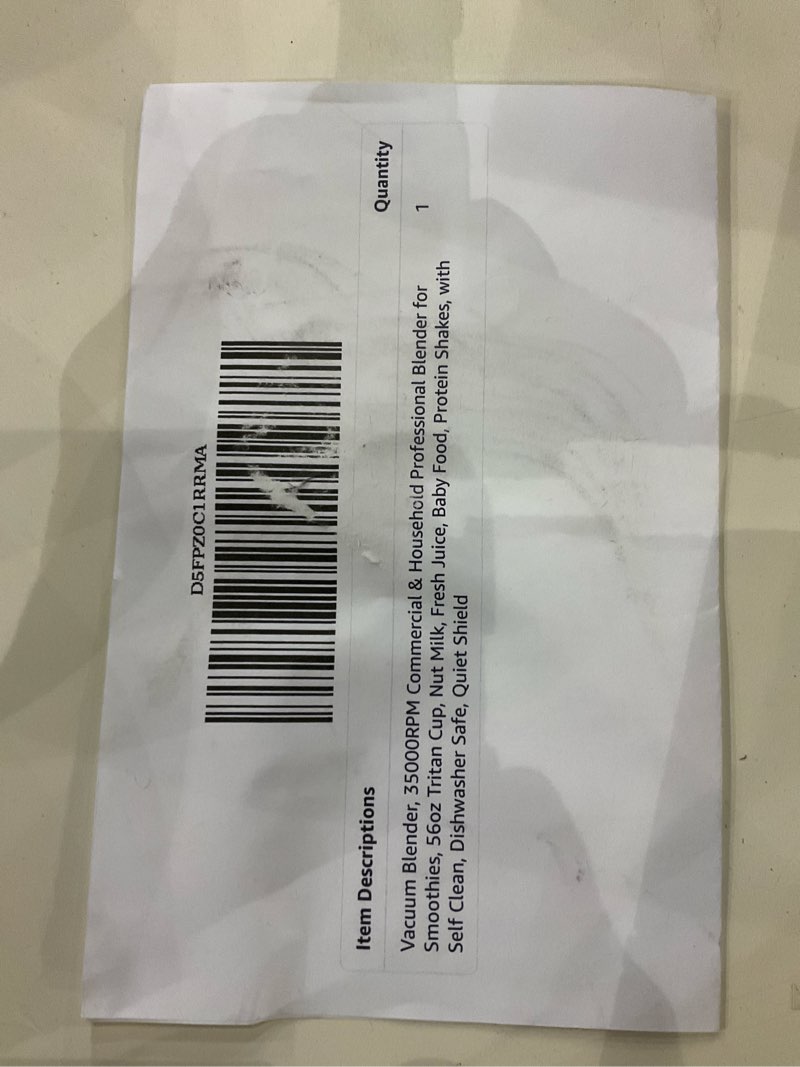 D5FPZ0C1RRMA
Item Descriptions Quantity
Vacuum Blender, 35000RPM Commercial & Household Professional Blender for 1
Smoothies, 56oz Tritan Cup, Nut Milk, Fresh Juice, Baby Food, Protein Shakes, with
Self Clean, Dishwasher Safe, Quiet Shield